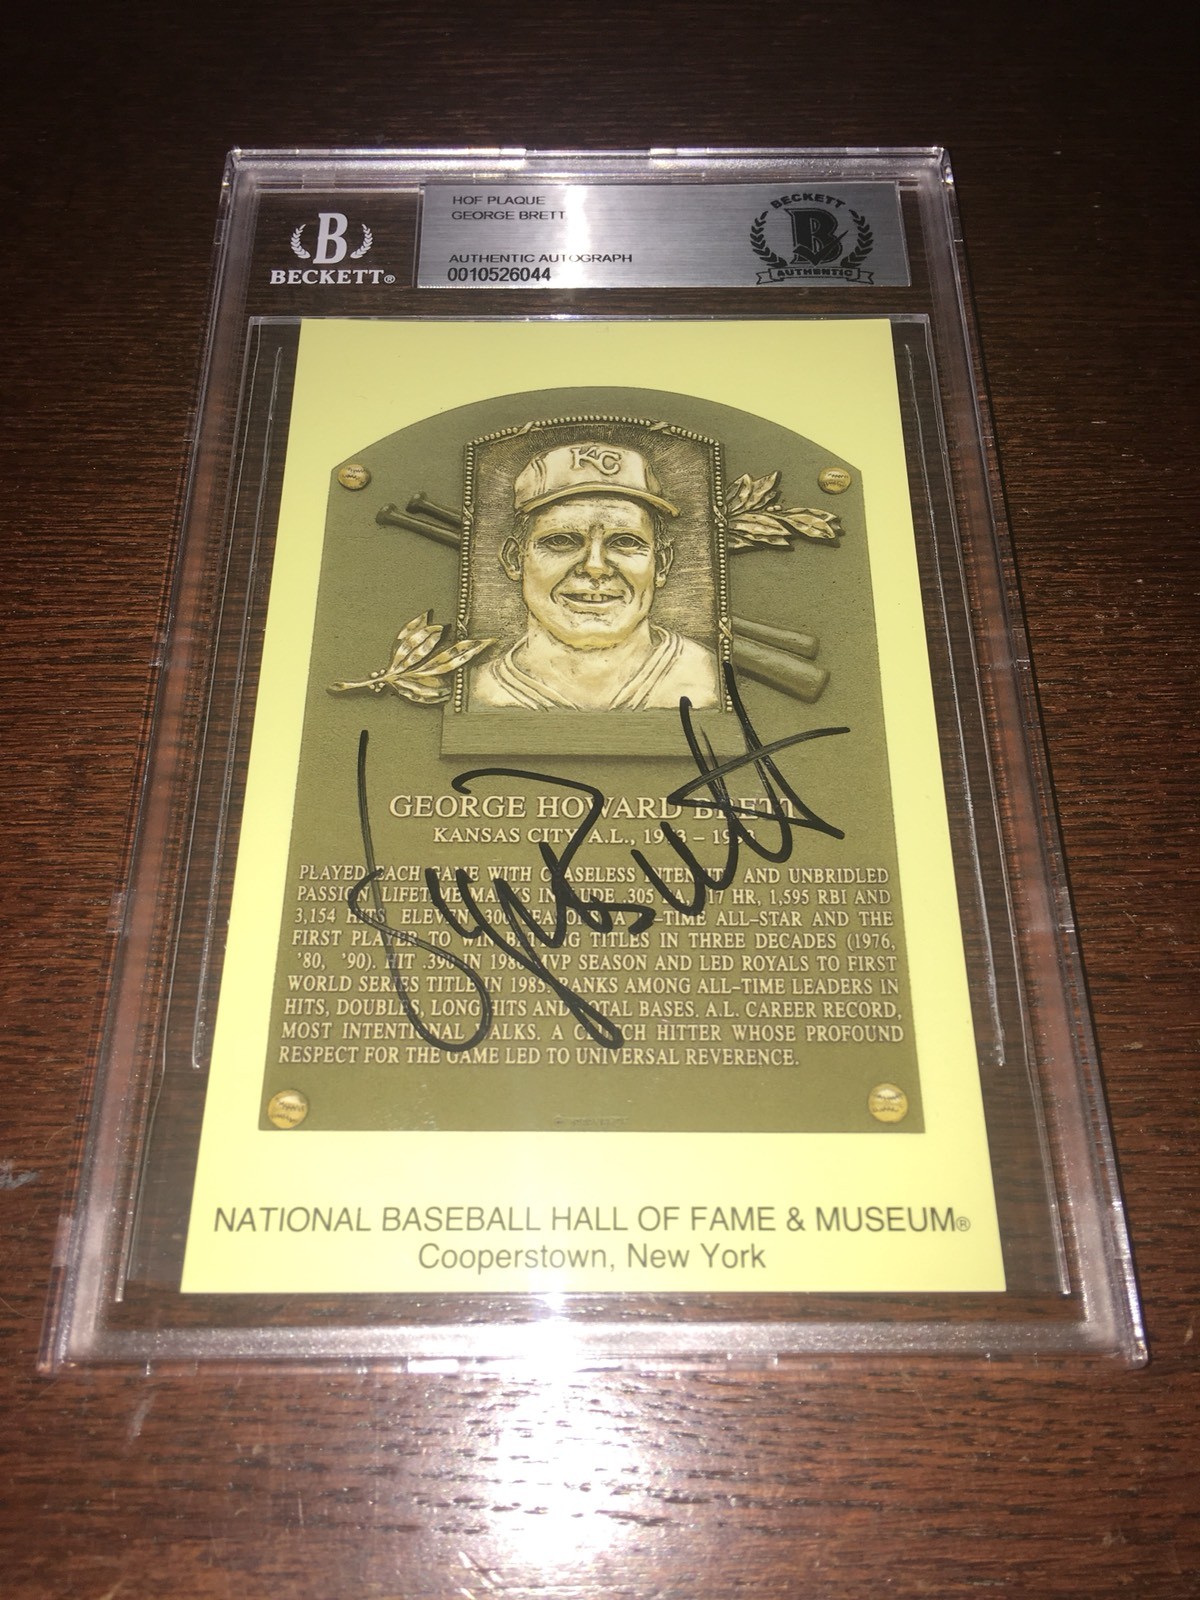 B
BECKETT®
HOF PLAQUE
GEORGE BRETT
AUTHENTIC AUTOGRAPH
0010526044
BECKETT
B
AUTHENTIC
KC
GEORGE HOWARD BRETT
KANSAS CITY, A.L., 1973 – 1993
PLAYED EACH GAME WITH CEASELESS INTENSITY AND UNBRIDLED
PASSION. LIFETIME MARKS INCLUDE .305 BA, 317 HR, 1,595 RBI AND
3,154 HITS. ELEVEN .300 SEASONS. A -TIME ALL-STAR AND THE
FIRST PLAYER TO WIN BATTING TITLES IN THREE DECADES (1976,
'80, '90). HIT .390 IN 1980 MVP SEASON AND LED ROYALS TO FIRST
WORLD SERIES TITLE IN 1985. RANKS AMONG ALL-TIME LEADERS IN
HITS, DOUBLES, LONG HITS AND TOTAL BASES. A.L. CAREER RECORD,
MOST INTENTIONAL WALKS. A CLUTCH HITTER WHOSE PROFOUND
RESPECT FOR THE GAME LED TO UNIVERSAL REVERENCE.
George Brett
NATIONAL BASEBALL HALL OF FAME & MUSEUM®
Cooperstown, New York